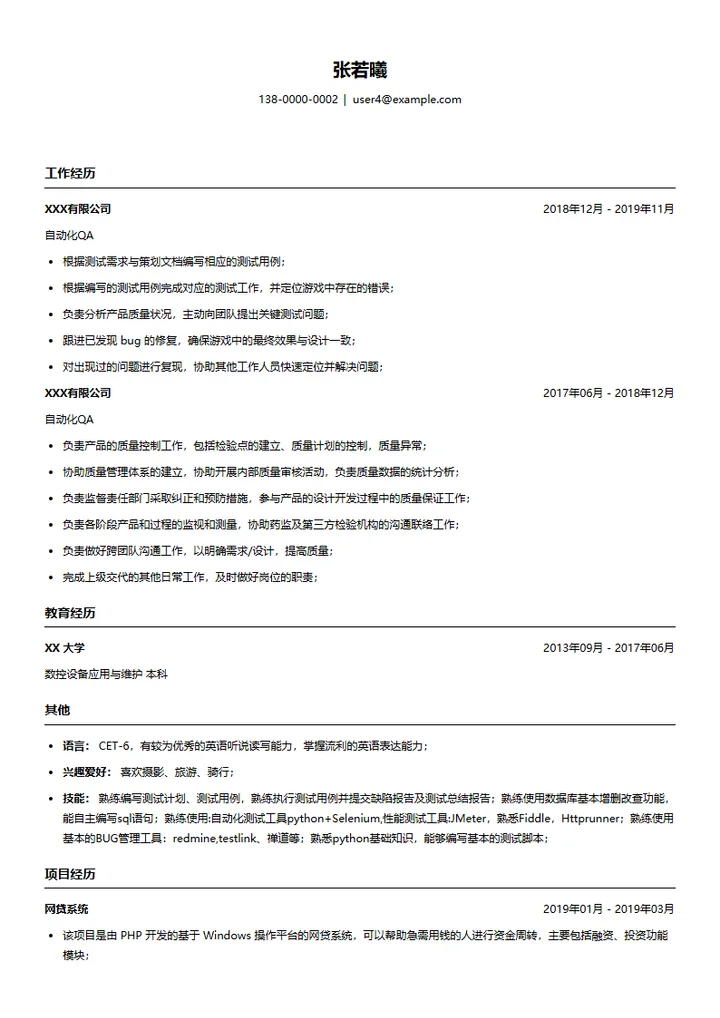 张若曦
138-0000-0002 | user4@example.com
工作经历
XXX有限公司 2018年12月 - 2019年11月
自动化QA
• 根据测试需求与策划文档编写相应的测试用例；
• 根据编写的测试用例完成对应的测试工作，并定位游戏中存在的错误；
• 负责分析产品质量状况，主动向团队提出关键测试问题；
• 跟进已发现 bug 的修复，确保游戏中的最终效果与设计一致；
• 对出现过的问题进行复现，协助其他工作人员快速定位并解决问题；
XXX有限公司 2017年06月 - 2018年12月
自动化QA
• 负责产品的质量控制工作，包括检验点的建立、质量计划的控制，质量异常；
• 协助质量管理体系的建立，协助开展内部质量审核活动，负责质量数据的统计分析；
• 负责监督责任部门采取纠正和预防措施，参与产品的设计开发过程中的质量保证工作；
• 负责各阶段产品和过程的监视和测量，协助药监及第三方检验机构的沟通联络工作；
• 负责做好跨团队沟通工作，以明确需求/设计，提高质量；
• 完成上级交代的其他日常工作，及时做好岗位的职责；
教育经历
XX 大学 2013年09月 - 2017年06月
数控设备应用与维护 本科
其他
• 语言： CET-6，有较为优秀的英语听说读写能力，掌握流利的英语表达能力；
• 兴趣爱好： 喜欢摄影、旅游、骑行；
• 技能： 熟练编写测试计划、测试用例，熟练执行测试用例并提交缺陷报告及测试总结报告；熟练使用数据库基本增删改查功能，
能自主编写sql语句；熟练使用:自动化测试工具python+Selenium,性能测试工具:JMeter，熟悉Fiddle，Httprunner；熟练使用
基本的BUG管理工具：redmine,testlink、禅道等；熟悉python基础知识，能够编写基本的测试脚本；
项目经历
网贷系统 2019年01月 - 2019年03月
• 该项目是由 PHP 开发的基于 Windows 操作平台的网贷系统，可以帮助急需用钱的人进行资金周转，主要包括融资、投资功能
模块；